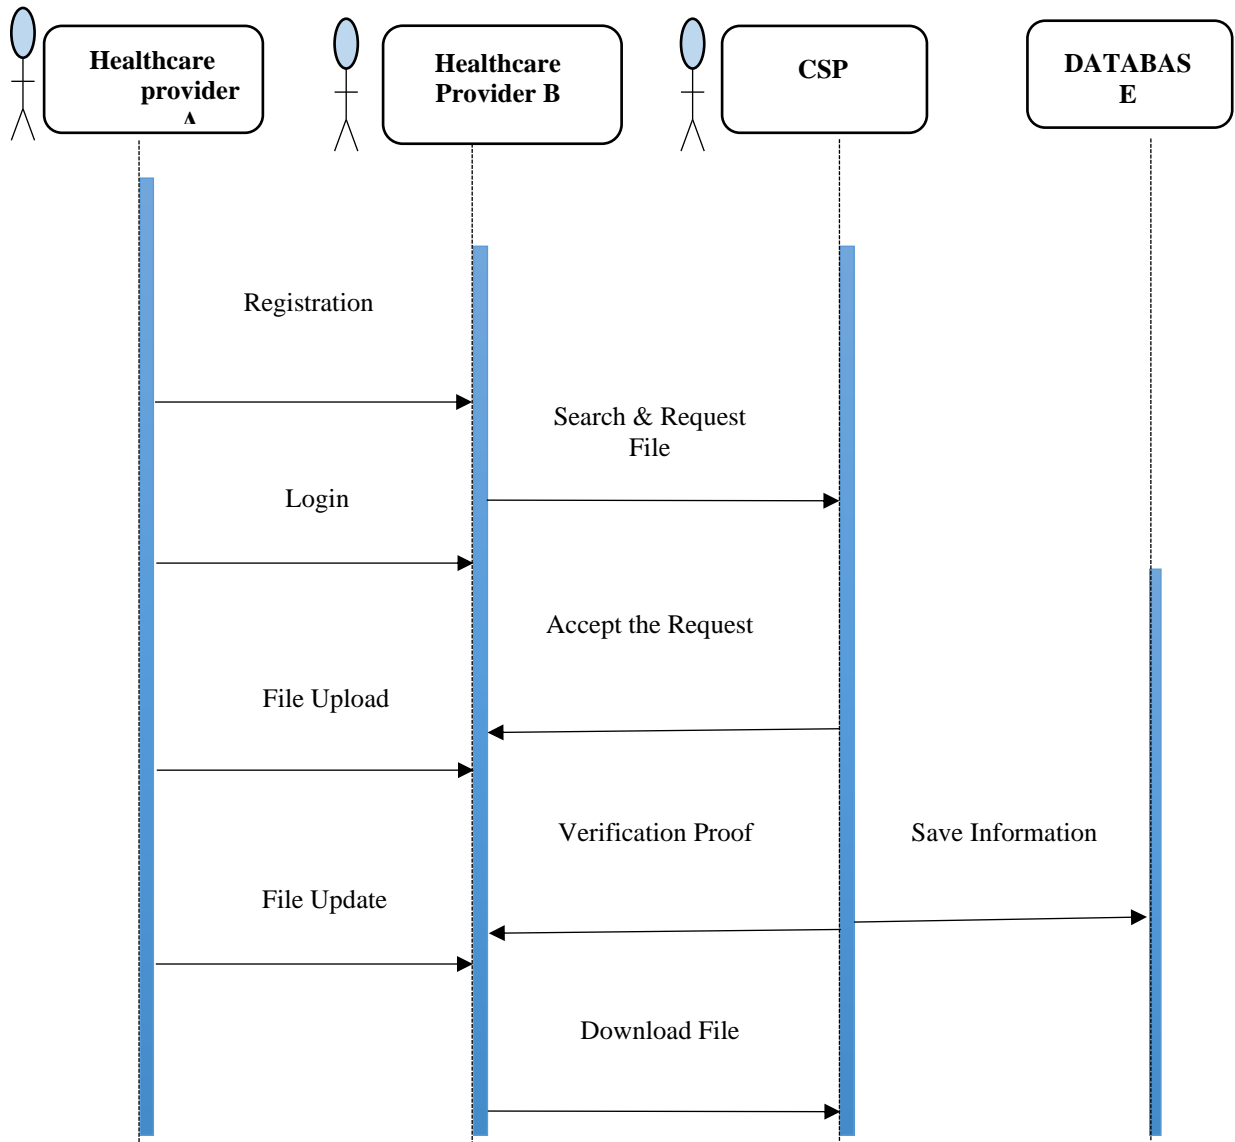 Healthcare
provider
A
Healthcare
Provider B
CSP
DATABAS
E
Registration
Search & Request
File
Login
Accept the Request
File Upload
Verification Proof
Save Information
File Update
Download File